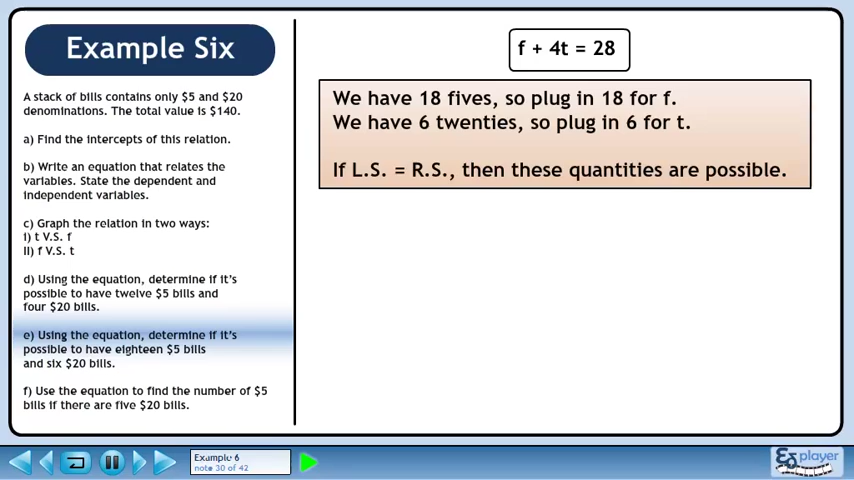 Example Six
A stack of bills contains only $5 and $20
denominations. The total value is $140.
a) Find the intercepts of this relation.
b) Write an equation that relates the
variables. State the dependent and
independent variables.
c) Graph the relation in two ways:
i) t V.S. f
II) f V.S. t
d) Using the equation, determine if it's
possible to have twelve $5 bills and
four $20 bills.
e) Using the equation, determine if it's
possible to have eighteen $5 bills
and six $20 bills.
f) Use the equation to find the number of $5
bills if there are five $20 bills.
f + 4t = 28
We have 18 fives, so plug in 18 for f.
We have 6 twenties, so plug in 6 for t.
If L.S. = R.S., then these quantities are possible.
Example 6
note 30 of 42
player